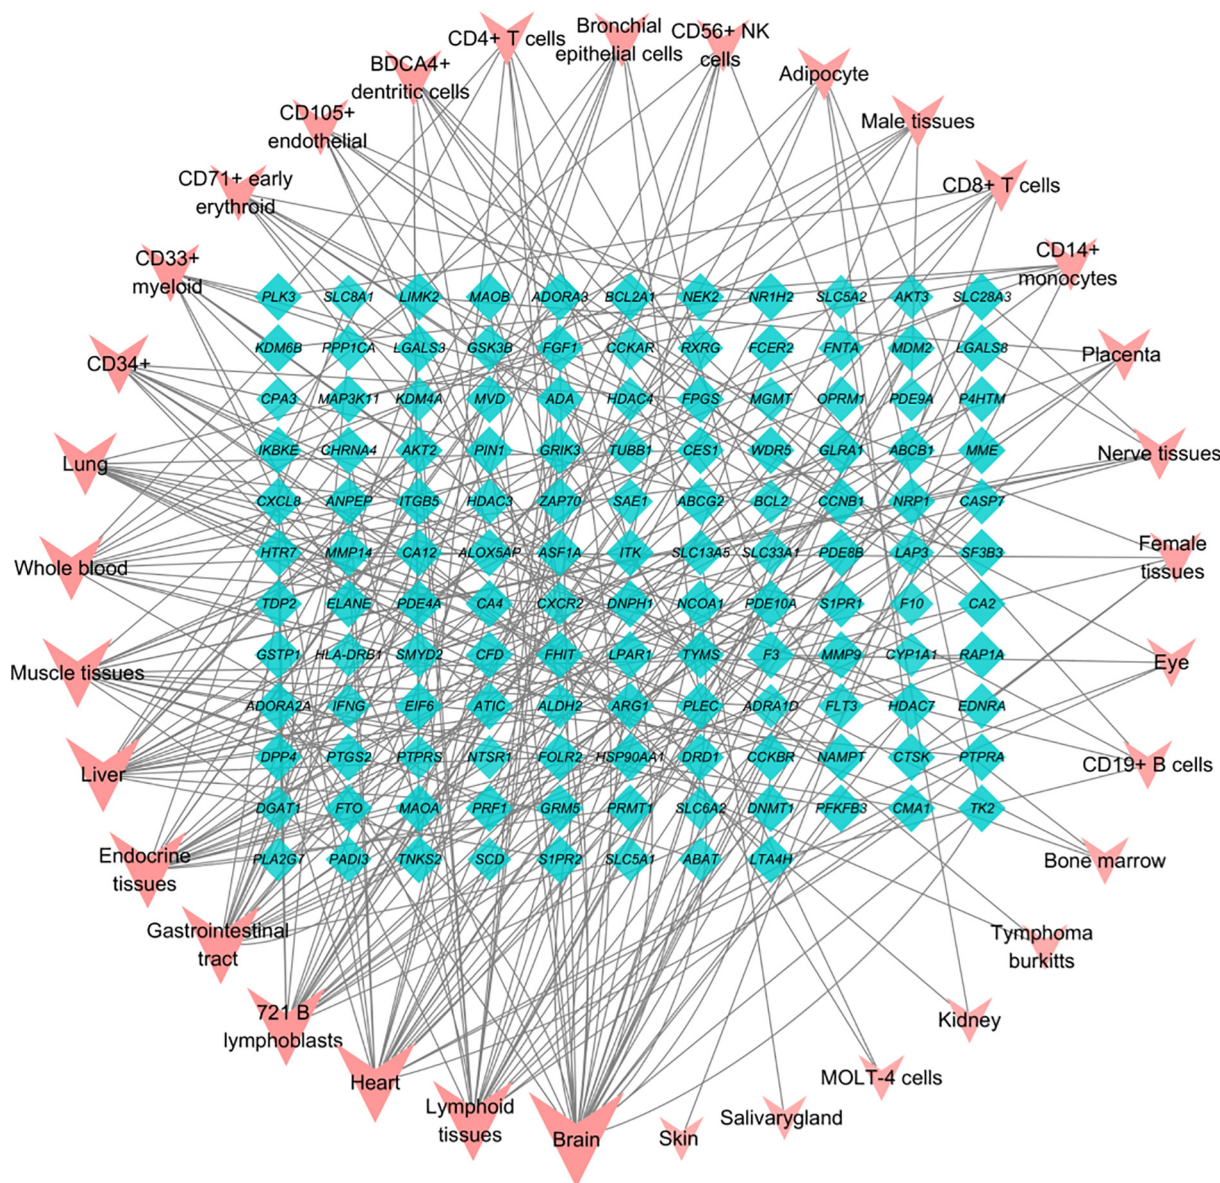 Bronchial
epithelial cells
CD56+ NK
cells
CD4+ T cells
BDCA4+
dentritic cells
Adipocyte
CD105+
endothelial
Male tissues
CD71+ early
erythroid
CD8+ T cells
CD33+
myeloid
CD14+
monocytes
PLK3 SLC8A1 LIMK2 MAOB ADORA3 BCL2A1 NEK2 NR1H2 SLC5A2 AKT3 SLC28A3
KDM6B PPP1CA LGALS3 GSK3B FGF1 CCKAR RXRG FCER2 FNTA MDM2 LGALS8
CD34+
Placenta
CPA3 MAP3K11 KDM4A MVD ADA HDAC4 FPGS MGMT OPRM1 PDE9A P4HTM
IKBKE CHRNA4 AKT2 PIN1 GRIK3 TUBB1 CES1 WDR5 GLRA1 ABCB1 MME
Lung
Nerve tissues
CXCL8 ANPEP ITGB5 HDAC3 ZAP70 SAE1 ABCG2 BCL2 CCNB1 NRP1 CASP7
HTR7 MMP14 CA12 ALOX5AP ASF1A ITK SLC13A5 SLC33A1 PDE8B LAP3 SF3B3
Whole blood
Female
tissues
TDP2 ELANE PDE4A CA4 CXCR2 DNPH1 NCOA1 PDE10A S1PR1 F10 CA2
GSTP1 HLA-DRB1 SMYD2 CFD FHIT LPAR1 TYMS F3 MMP9 CYP1A1 RAP1A
Muscle tissues
Eye
ADORA2A IFNG EIF6 ATIC ALDH2 ARG1 PLEC ADRA1D FLT3 HDAC7 EDNRA
DPP4 PTGS2 PTPRS NTSR1 FOLR2 HSP90AA1 DRD1 CCKBR NAMPT CTSK PTPRA
Liver
CD19+ B cells
DGAT1 FTO MAOA PRF1 GRM5 PRMT1 SLC6A2 DNMT1 PFKFB3 CMA1 TK2
PLA2G7 PADI3 TNKS2 SCD S1PR2 SLC5A1 ABAT LTA4H
Endocrine
tissues
Bone marrow
Gastrointestinal
tract
Tymphoma
burkitts
721 B
lymphoblasts
Kidney
Heart
MOLT-4 cells
Lymphoid
tissues
Brain
Skin
Salivarygland